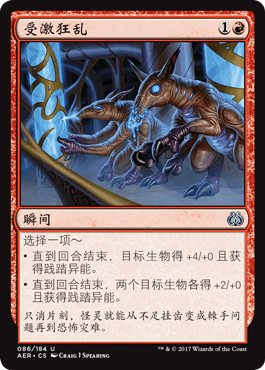 受激狂乱 1
瞬间
选择一项～
• 直到回合结束，目标生物得 +4/+0 且获
得践踏异能。
• 直到回合结束，两个目标生物各得 +2/+0
且获得践踏异能。
只消片刻，怪灵就能从不足挂齿变成棘手问
题再到恐怖灾难。
086/184 U
AER • CS CRAIG J SPEARING
™ & © 2017 Wizards of the Coast